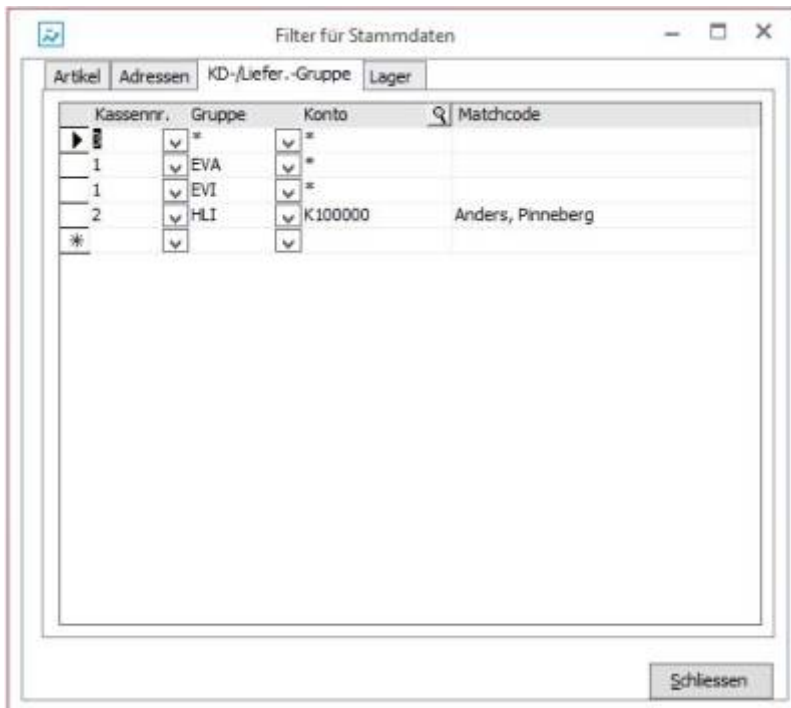 Filter für Stammdaten
Artikel Adressen KD-/Liefer.-Gruppe Lager
Kassennr. Gruppe Konto Matchcode
* *
1 EVA *
1 EVI *
2 HLI K100000 Anders, Pinneberg
*
Schliessen